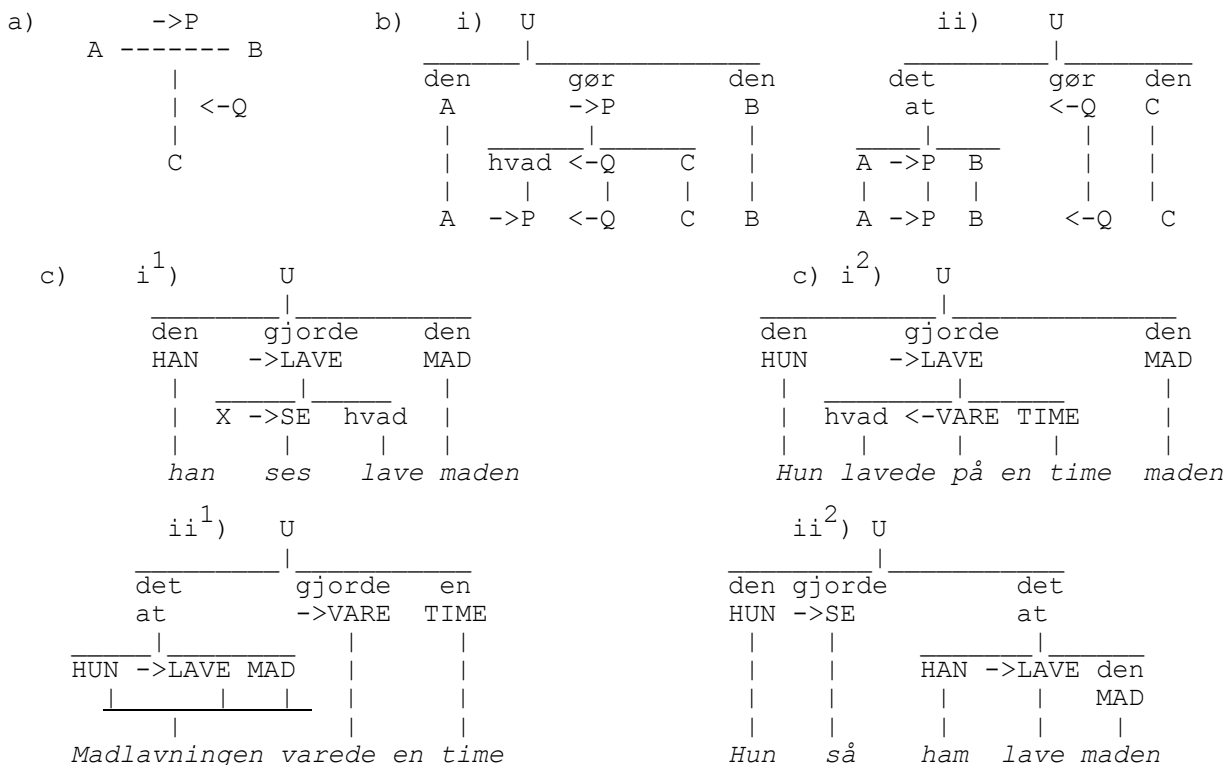 a) ->P b) i) U ii) U
A ------- B
den gør den det gør den
<-Q A ->P B at <-Q C
C hvad <-Q C A ->P B
A ->P <-Q C B A ->P B <-Q C
c) i1) U c) i2) U
den gjorde den den gjorde den
HAN ->LAVE MAD HUN ->LAVE MAD
X ->SE hvad hvad <-VARE TIME
han ses lave maden Hun lavede på en time maden
ii1) U ii2) U
det gjorde en den gjorde det
at ->VARE TIME HUN ->SE at
HUN ->LAVE MAD HAN ->LAVE den
MAD
Madlavningen varede en time Hun så ham lave maden